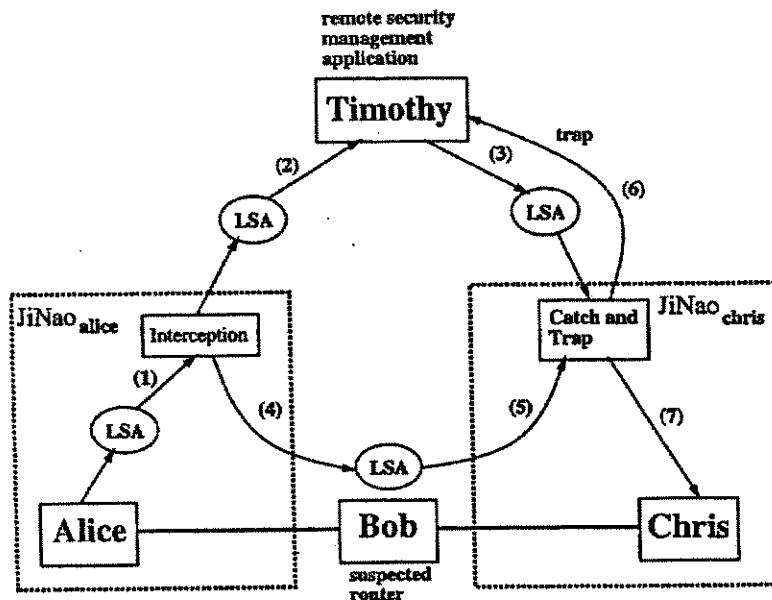 remote security
management
application
Timothy
trap
(2)
(3)
(6)
LSA
LSA
JiNao alice
JiNao chris
Interception
Catch and
Trap
(1)
(4)
(5)
(7)
LSA
LSA
Alice
Bob
Chris
suspected
router